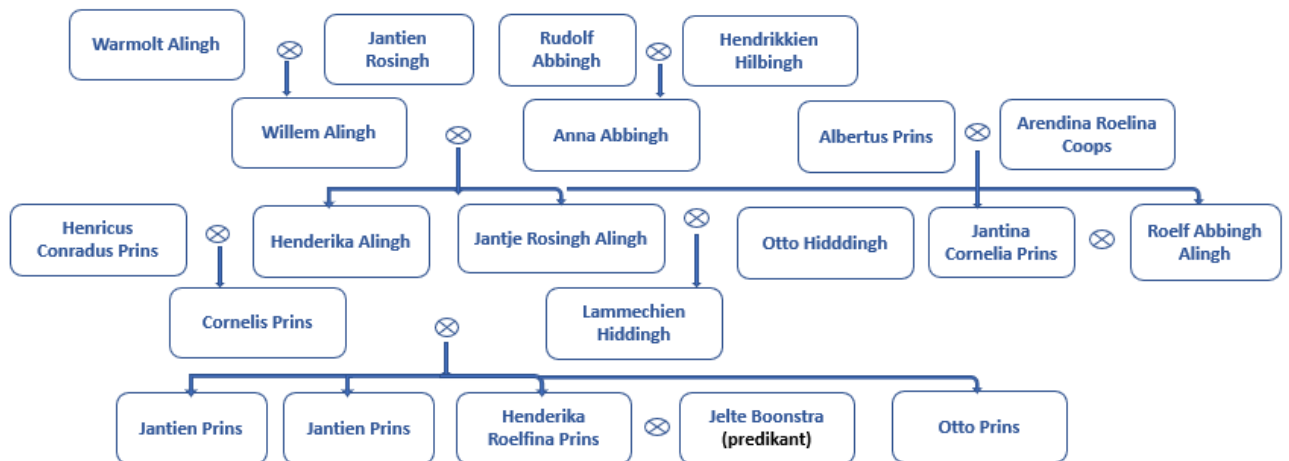 Warmolt Alingh
Jantien
Rosingh
Rudolf
Abbingh
Hendrikkien
Hilbingh
Willem Alingh
Anna Abbingh
Albertus Prins
Arendina Roelina
Coops
Henricus
Conradus Prins
Henderika Alingh
Jantje Rosingh Alingh
Otto Hidddingh
Jantina
Cornelia Prins
Roelf Abbingh
Alingh
Cornelis Prins
Lammechien
Hiddingh
Jantien Prins
Jantien Prins
Henderika
Roelfina Prins
Jelte Boonstra
(predikant)
Otto Prins